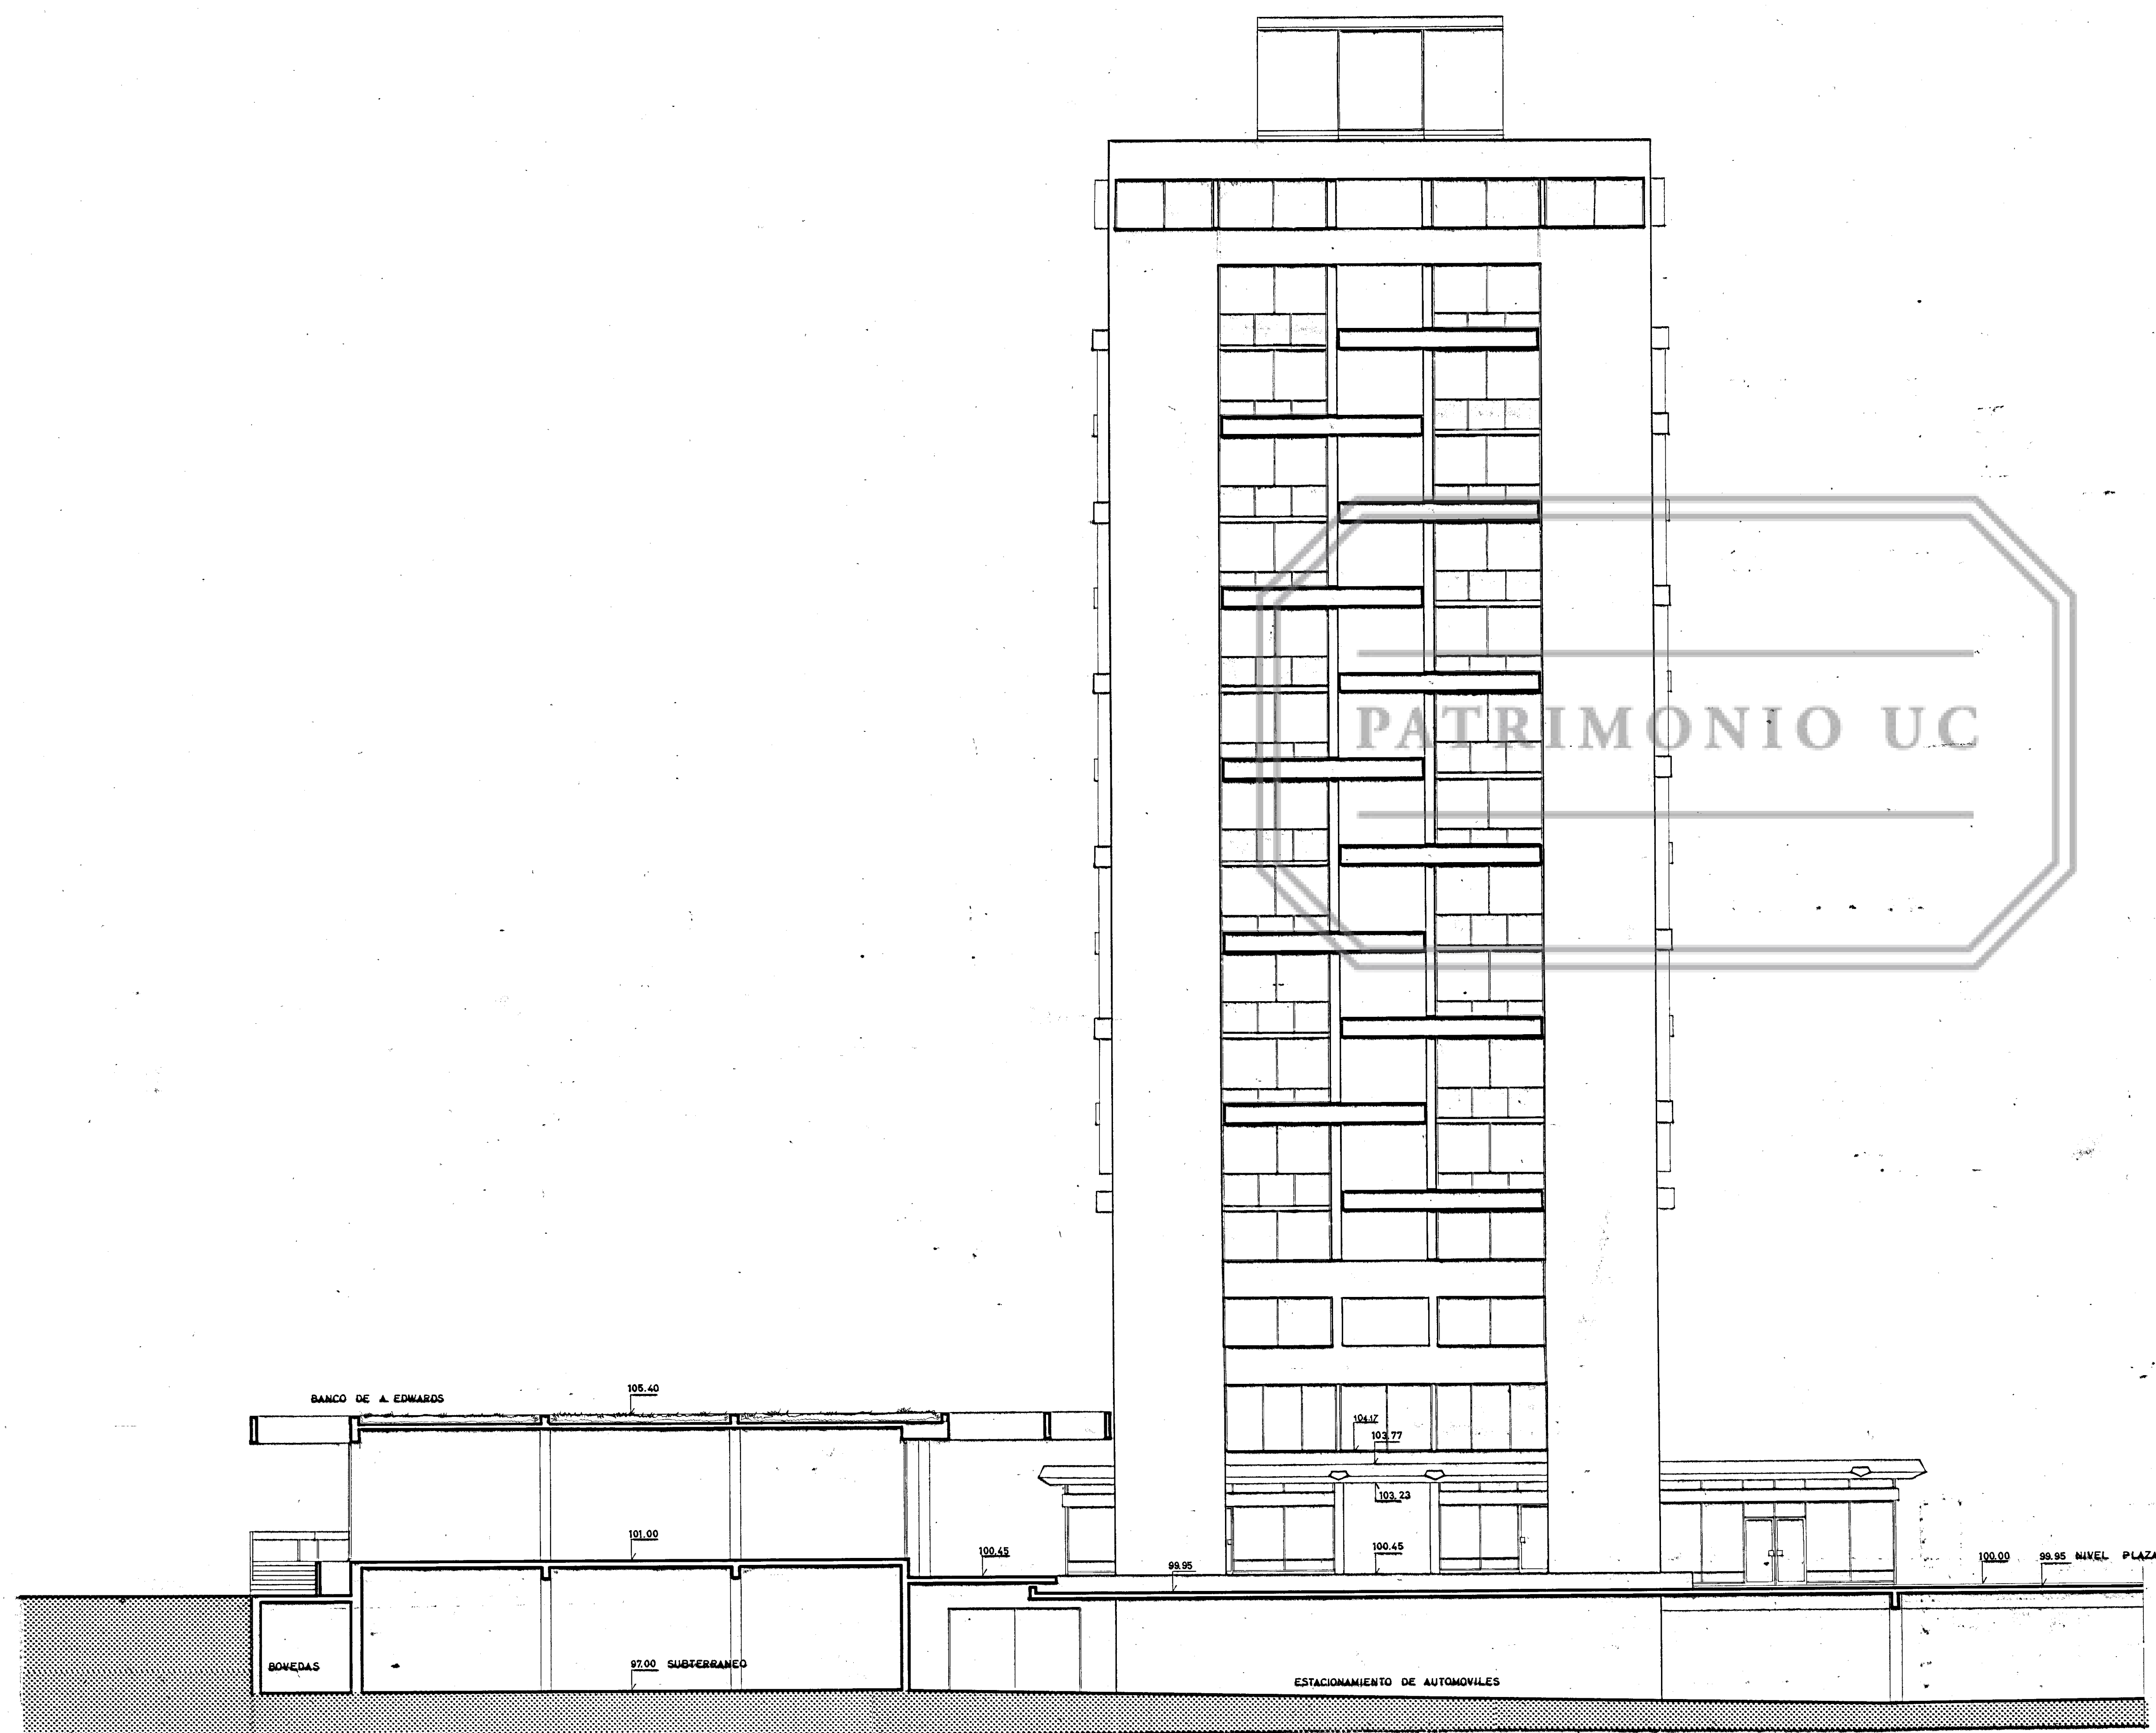 PATRIMONIO UC
BANCO DE A. EDWARDS
105.40
104.17
103.77
103.23
101.00
100.45
99.95
100.45
100.00
99.95 NIVEL PLAZA
BOVEDAS
97.00 SUBTERRANEO
ESTACIONAMIENTO DE AUTOMOVILES